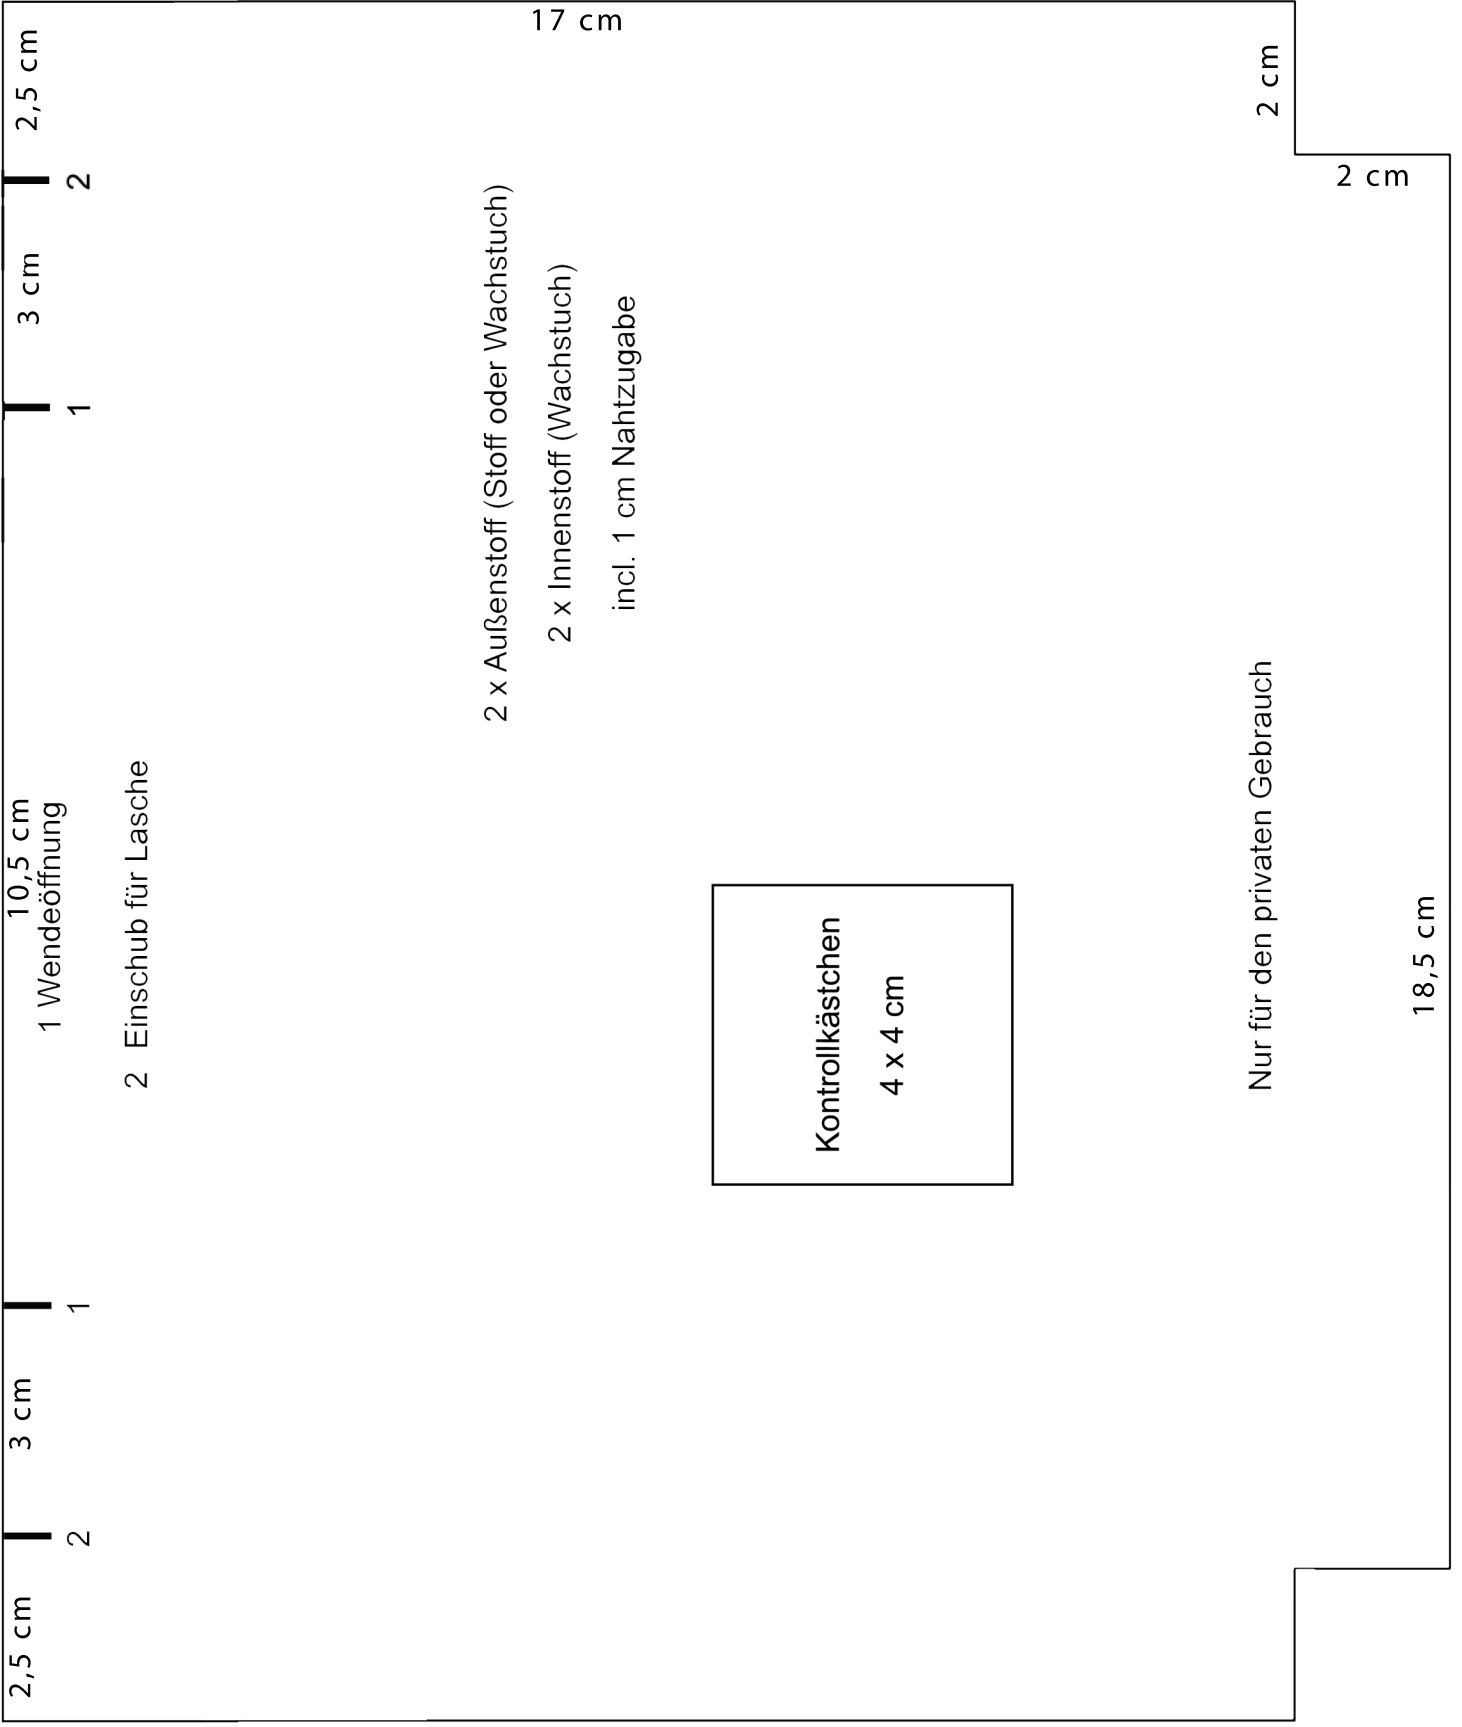 17 cm
2,5 cm
2 cm
2 cm
2
3 cm
1
10,5 cm
1 Wendeöffnung
2 Einschub für Lasche
2 x Außenstoff (Stoff oder Wachstuch)
2 x Innenstoff (Wachstuch)
incl. 1 cm Nahtzugabe
Kontrollkästchen
4 x 4 cm
Nur für den privaten Gebrauch
18,5 cm
1
3 cm
2
2,5 cm